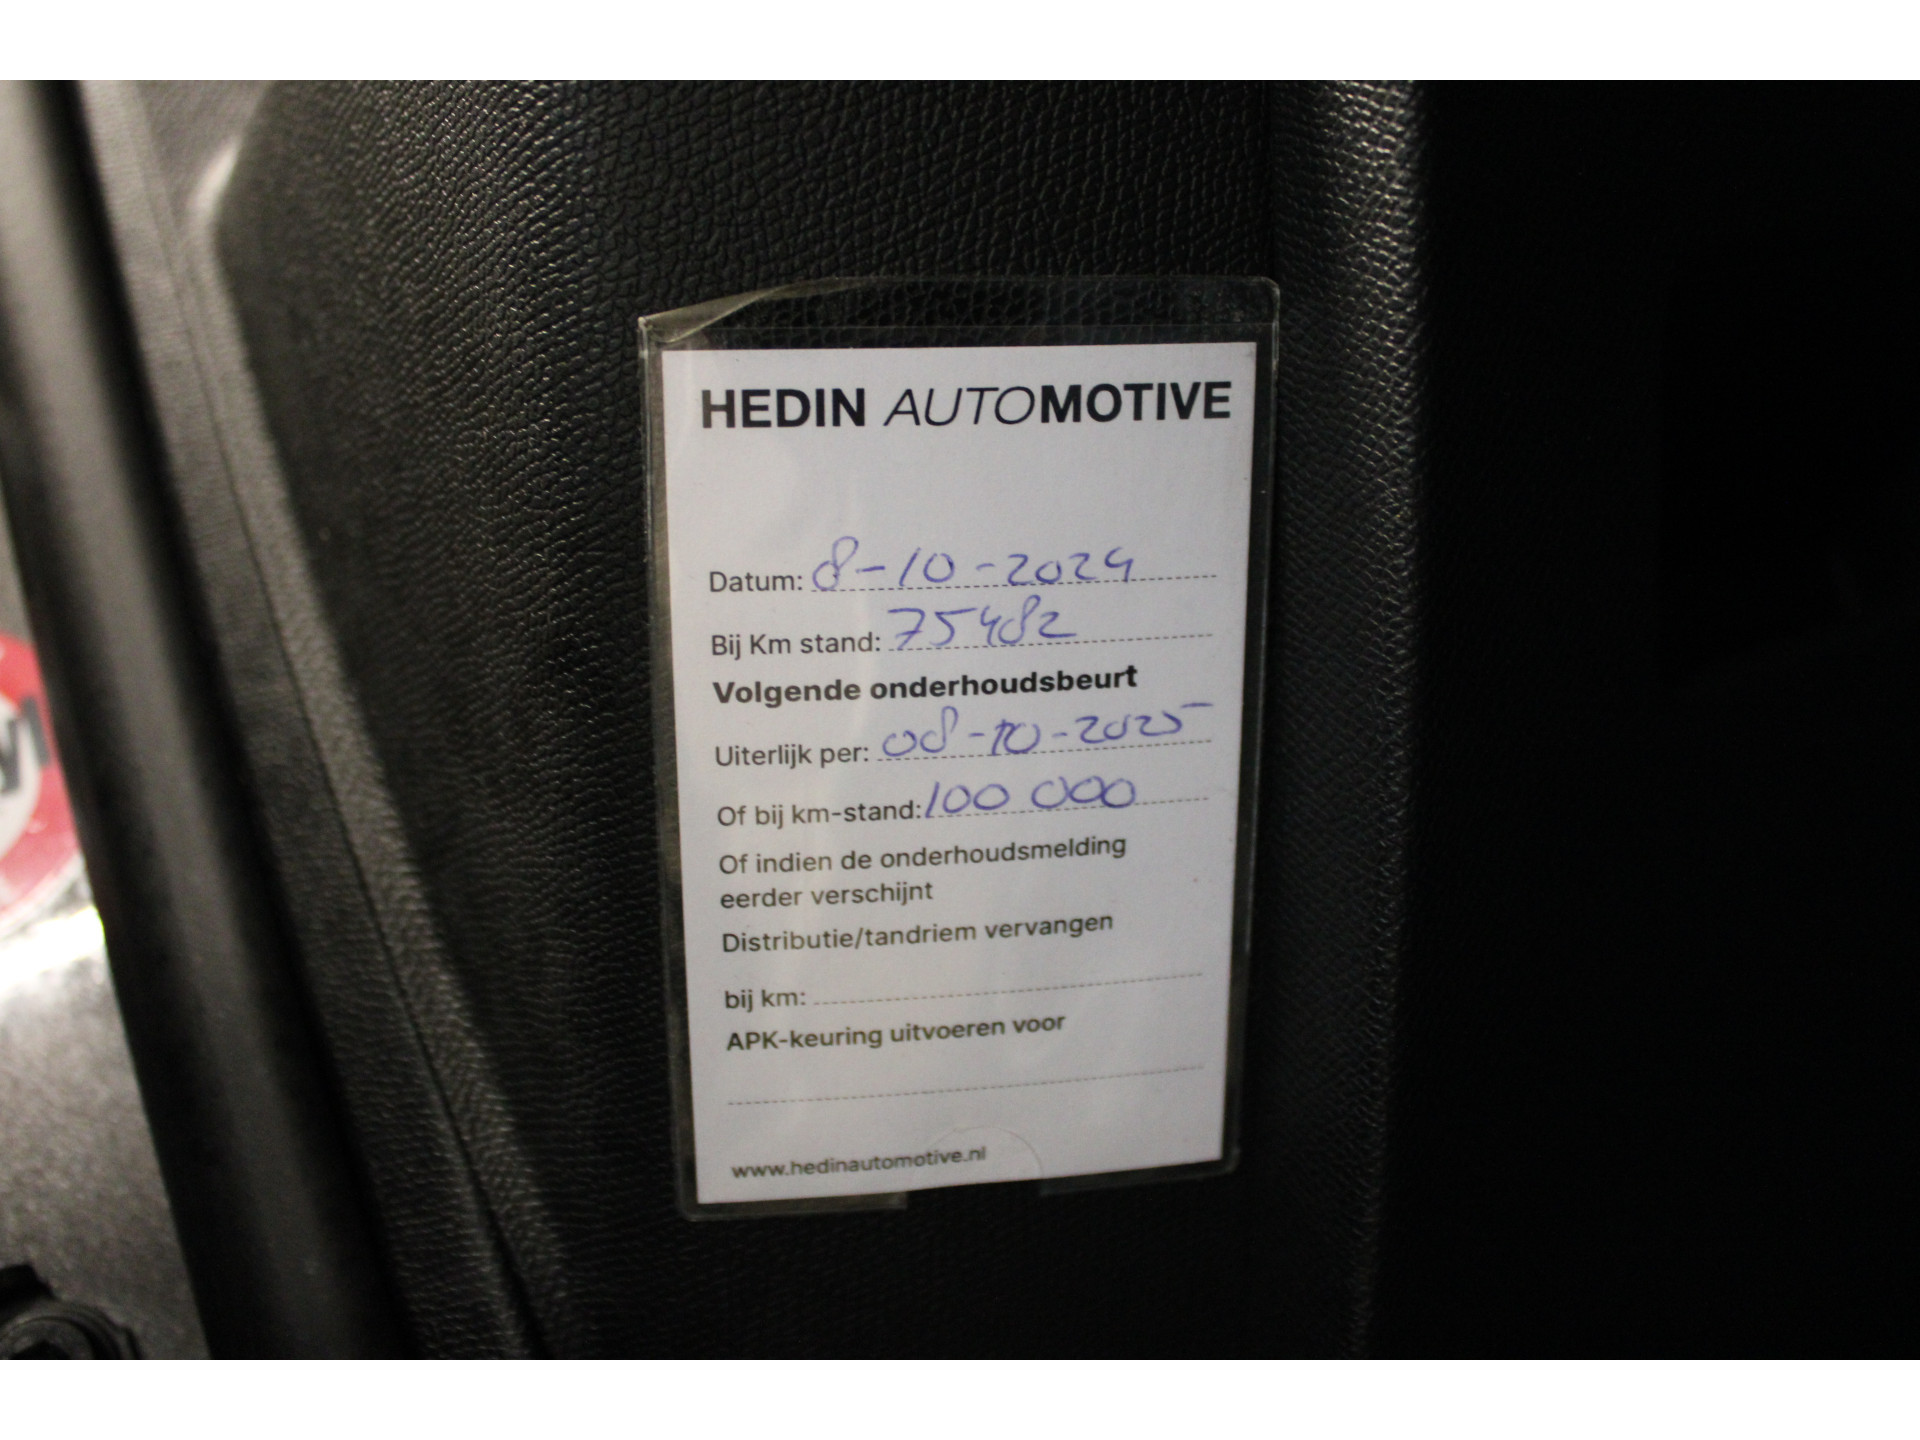 HEDIN AUTOMOTIVE
Datum: 8-10-2024
Bij Km stand: 75482
Volgende onderhoudsbeurt
Uiterlijk per: 08-10-2025
Of bij km-stand: 100 000
Of indien de onderhoudsmelding
eerder verschijnt
Distributie/tandriem vervangen
bij km:
APK-keuring uitvoeren voor
www.hedinautomotive.nl